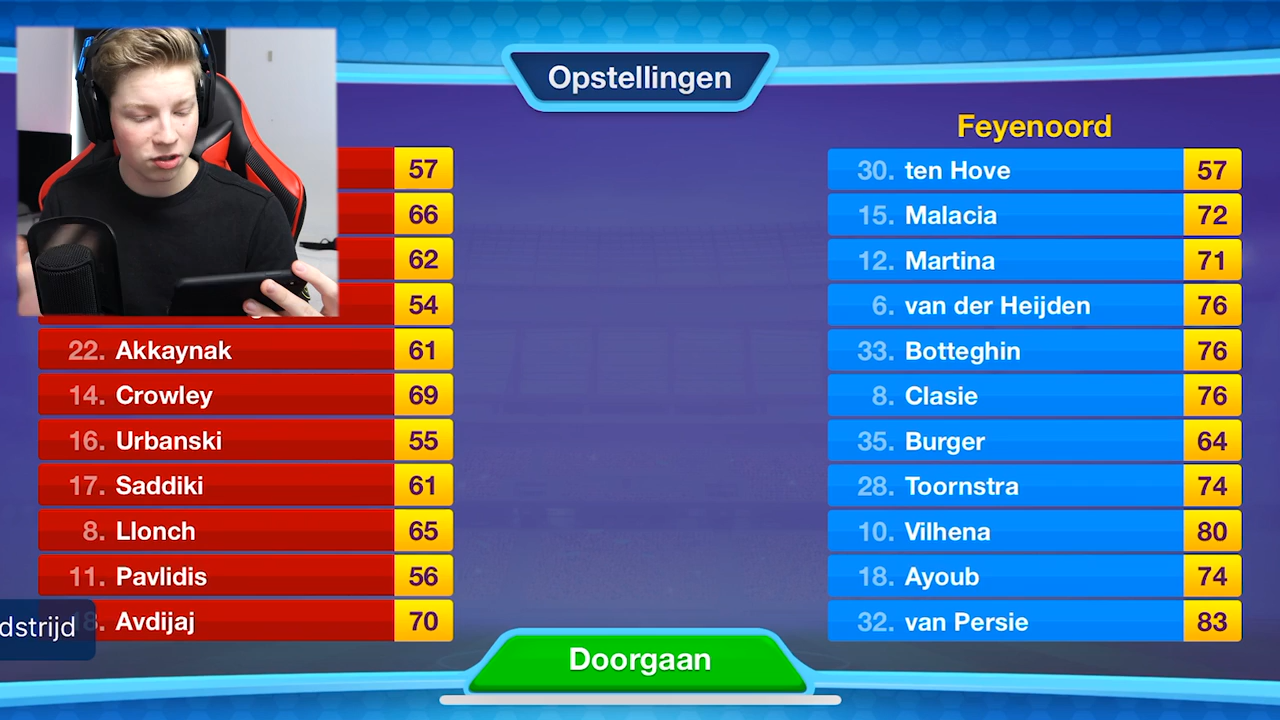 Opstellingen
Feyenoord
57
66
62
54
22. Akkaynak 61
14. Crowley 69
16. Urbanski 55
17. Saddiki 61
8. Llonch 65
11. Pavlidis 56
18. Avdijaj 70
30. ten Hove 57
15. Malacia 72
12. Martina 71
6. van der Heijden 76
33. Botteghin 76
8. Clasie 76
35. Burger 64
28. Toornstra 74
10. Vilhena 80
18. Ayoub 74
32. van Persie 83
dstrijd
Doorgaan